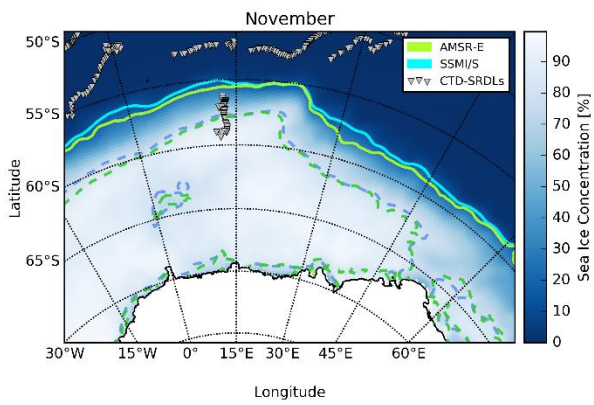 November
50°S
55°S
60°S
65°S
Latitude
AMSR-E
SSMI/S
CTD-SRDLs
90
80
70
60
50
40
30
20
10
0
Sea Ice Concentration [%]
30°W 15°W 0° 15°E 30°E 45°E 60°E
Longitude